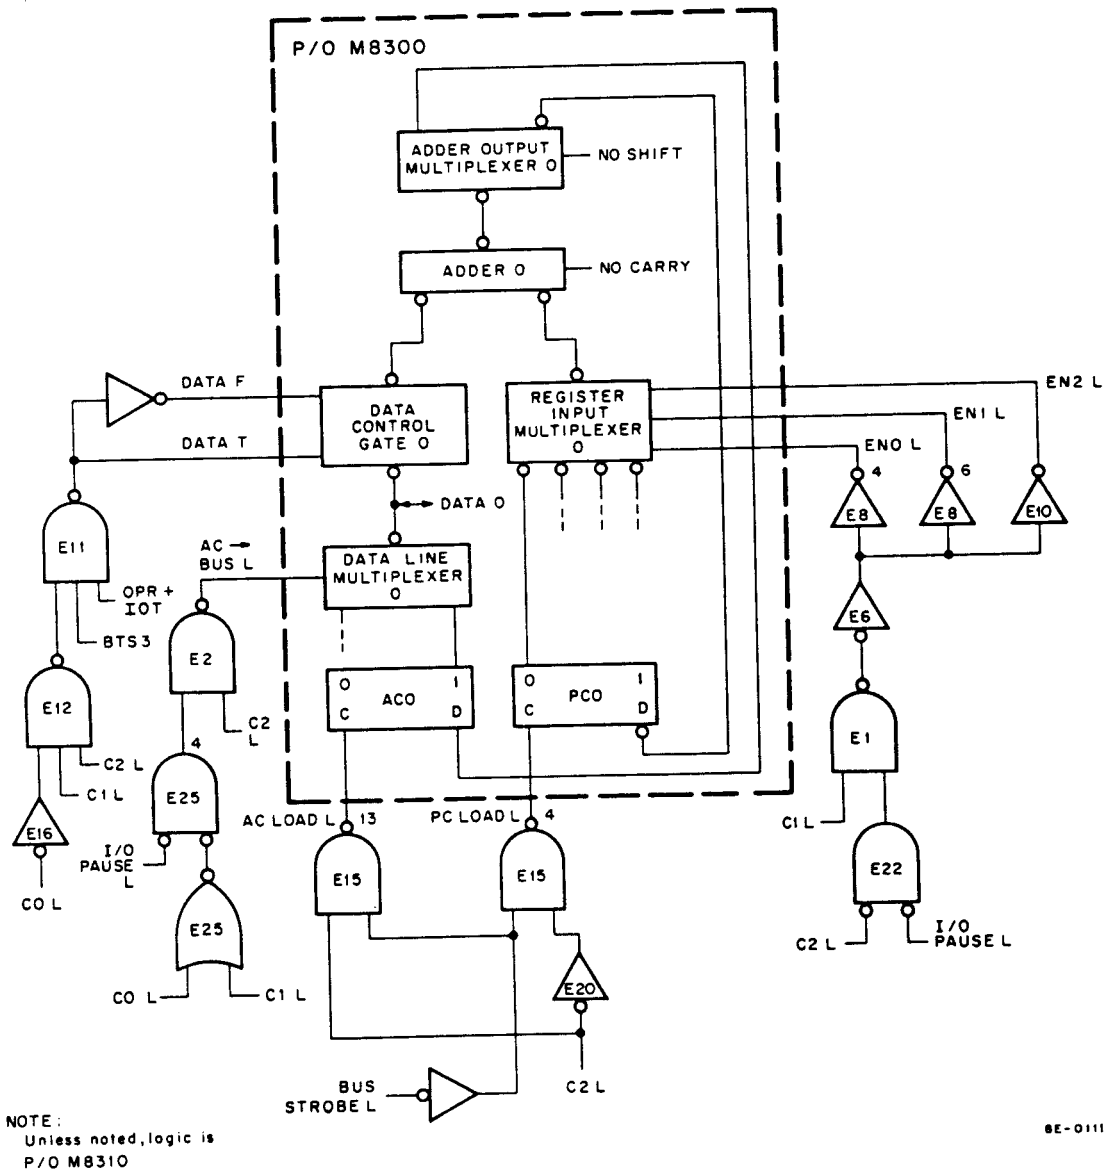 P/O M8300
ADDER OUTPUT
MULTIPLEXER 0
NO SHIFT
ADDER 0
NO CARRY
DATA F
DATA T
DATA
CONTROL
GATE 0
REGISTER
INPUT
MULTIPLEXER
0
EN2 L
EN1 L
EN0 L
4
6
E8
E8
E10
DATA 0
E11
AC →
BUS L
DATA LINE
MULTIPLEXER
0
OPR +
IOT
BTS3
E6
E2
E12
0
1
AC0
C
D
0
1
PC0
C
D
C2
L
E1
4
C2 L
C1 L
E25
E16
I/O
PAUSE
L
AC LOAD L
13
PC LOAD L
4
C1 L
E15
E15
E22
C0 L
E25
C2 L
I/O
PAUSE L
E20
C0 L
C1 L
BUS
STROBE L
C2 L
NOTE:
Unless noted, logic is
P/O M8310
8E-0111